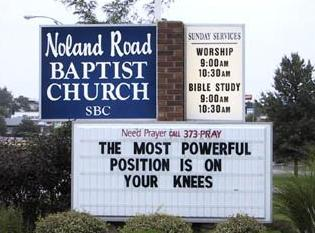 Noland Road
BAPTIST
CHURCH
SBC
SUNDAY SERVICES
WORSHIP
9:00AM
10:30AM
BIBLE STUDY
9:00AM
10:30AM
Need Prayer CALL 373-PRAY
THE MOST POWERFUL
POSITION IS ON
YOUR KNEES